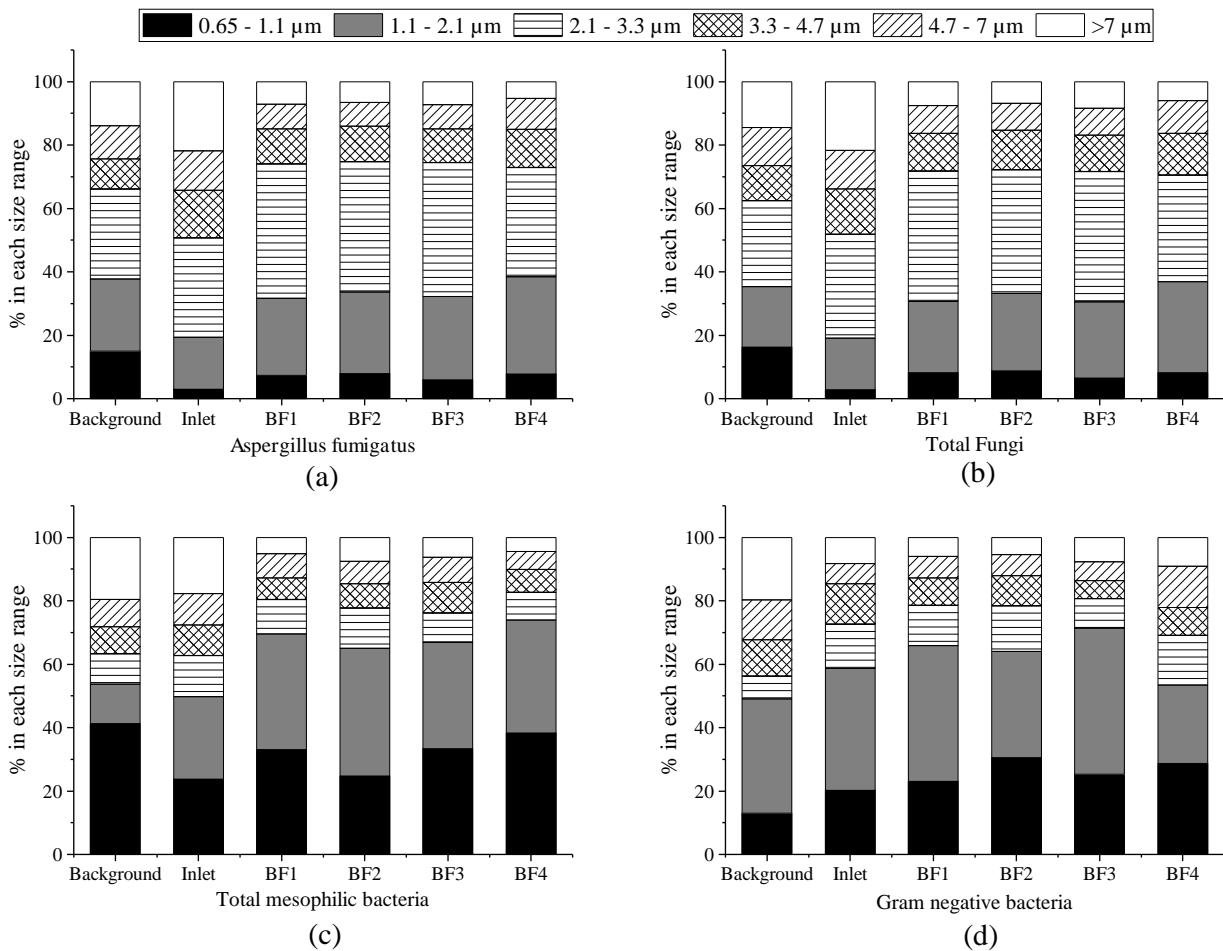 0.65 - 1.1 µm 1.1 - 2.1 µm 2.1 - 3.3 µm 3.3 - 4.7 µm 4.7 - 7 µm >7 µm
% in each size range
100
80
60
40
20
0
Background Inlet BF1 BF2 BF3 BF4
Aspergillus fumigatus
(a)
% in each size range
100
80
60
40
20
0
Background Inlet BF1 BF2 BF3 BF4
Total Fungi
(b)
% in each size range
100
80
60
40
20
0
Background Inlet BF1 BF2 BF3 BF4
Total mesophilic bacteria
(c)
% in each size range
100
80
60
40
20
0
Background Inlet BF1 BF2 BF3 BF4
Gram negative bacteria
(d)